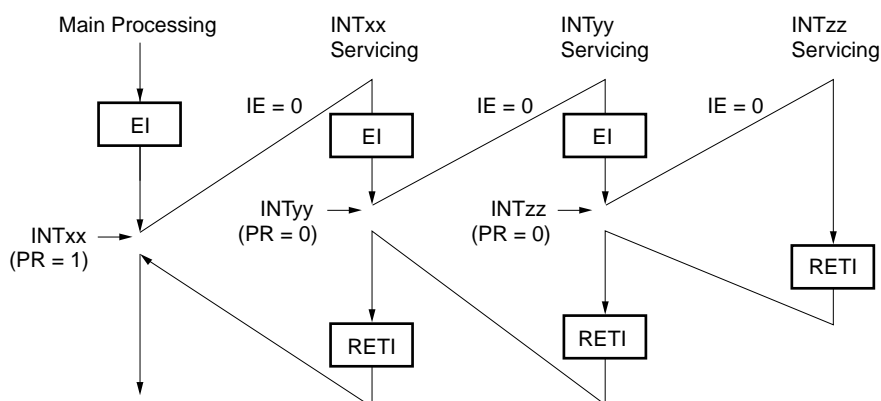 Main Processing
INTxx
Servicing
INTyy
Servicing
INTzz
Servicing
IE = 0
IE = 0
IE = 0
EI
EI
EI
INTxx
(PR = 1)
INTyy
(PR = 0)
INTzz
(PR = 0)
RETI
RETI
RETI